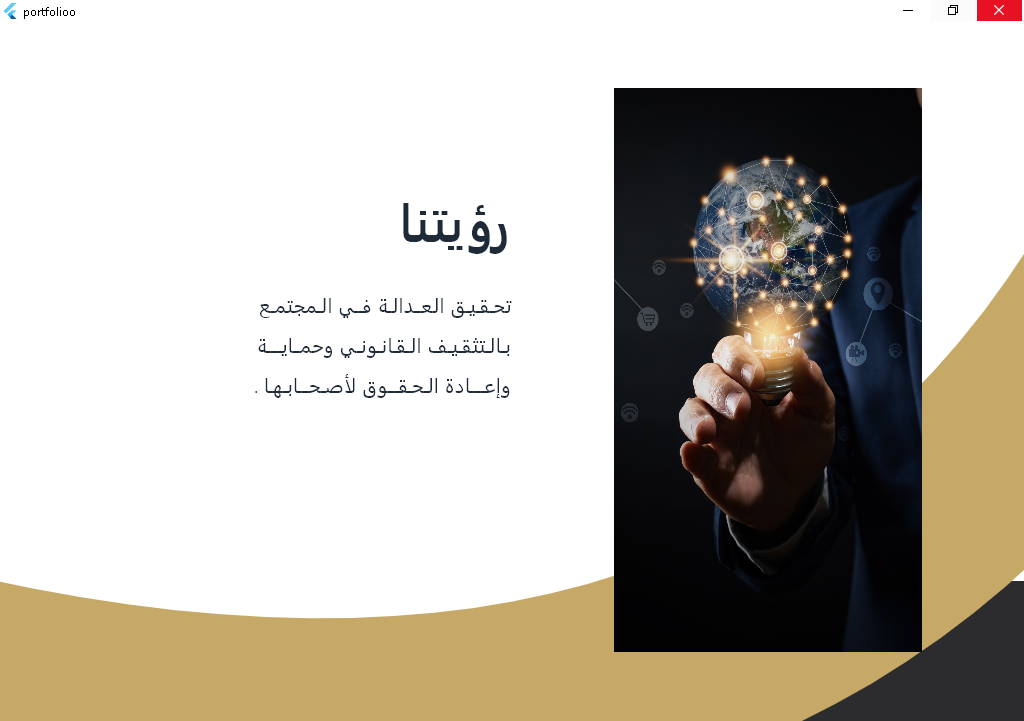 portfolioo
رؤيتنا
تحقيق العدالة في المجتمع
بالتثقيف القانوني وحماية
وإعادة الحقوق لأصحابها .